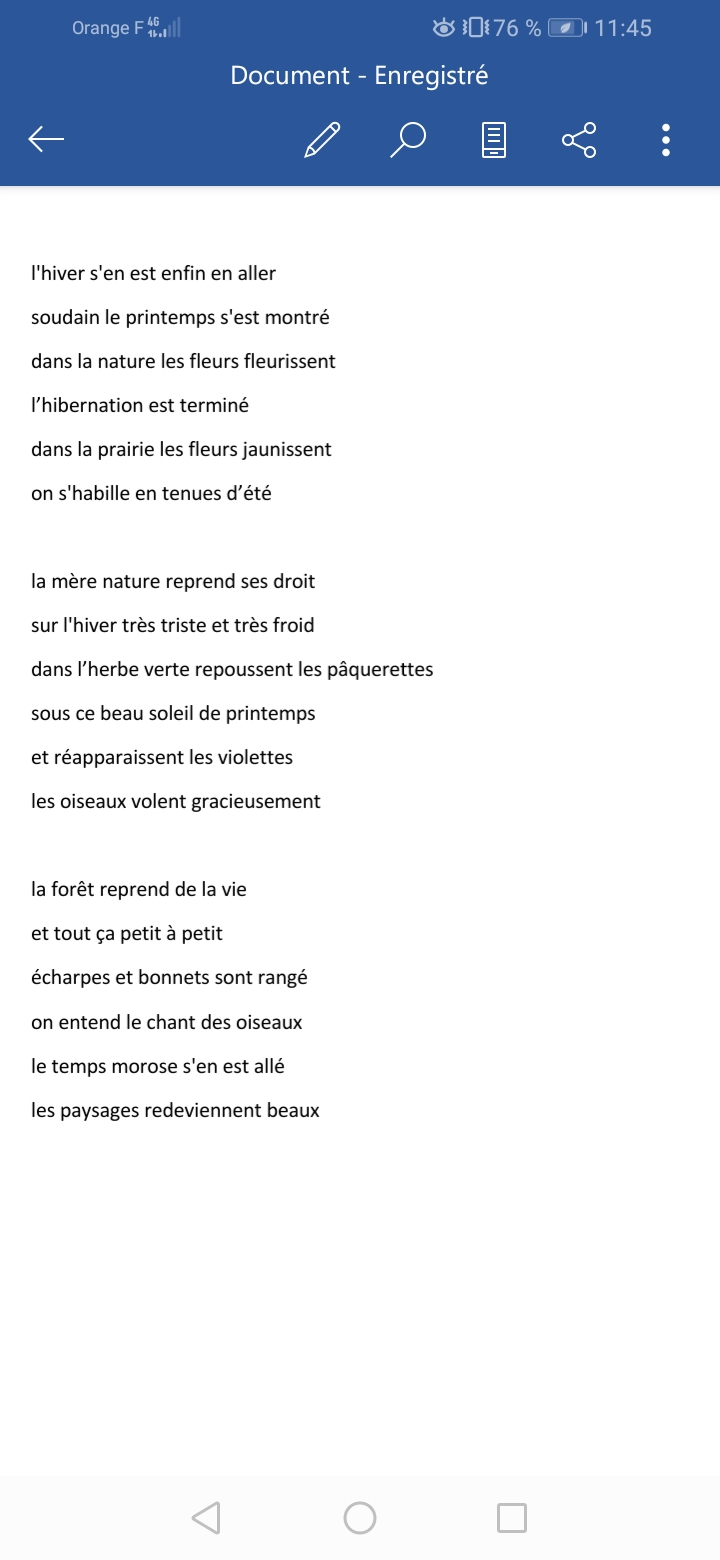 Orange F 4G 76 % 11:45
Document - Enregistré
l'hiver s'en est enfin en aller
soudain le printemps s'est montré
dans la nature les fleurs fleurissent
l’hibernation est terminé
dans la prairie les fleurs jaunissent
on s'habille en tenues d’été
la mère nature reprend ses droit
sur l'hiver très triste et très froid
dans l’herbe verte repoussent les pâquerettes
sous ce beau soleil de printemps
et réapparaissent les violettes
les oiseaux volent gracieusement
la forêt reprend de la vie
et tout ça petit à petit
écharpes et bonnets sont rangé
on entend le chant des oiseaux
le temps morose s'en est allé
les paysages redeviennent beaux